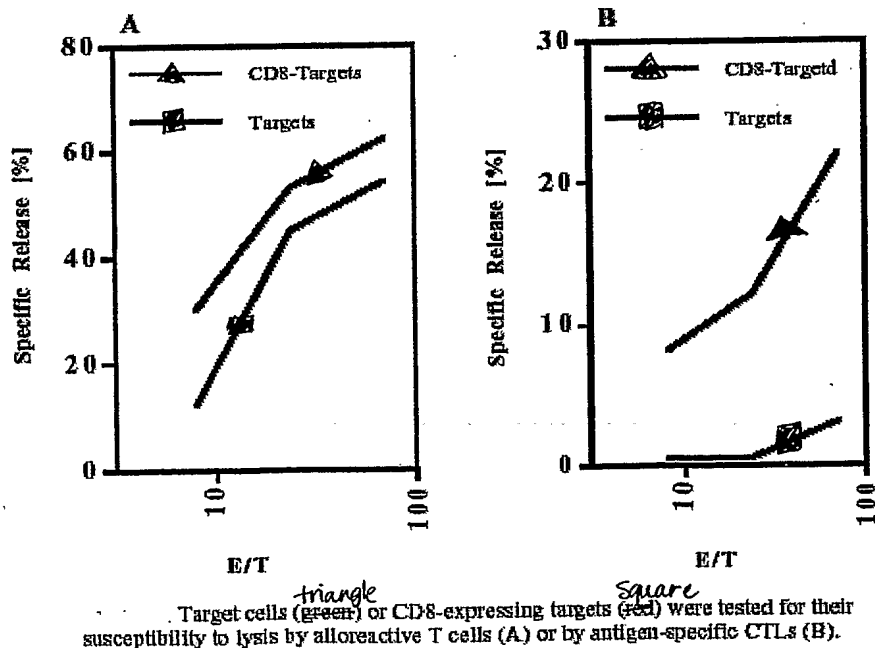 A
80
60
40
20
0
Specific Release [%]
CD8-Targets
Targets
10
100
E/T
B
30
20
10
0
Specific Release [%]
CD8-Targetd
Targets
10
100
E/T
triangle
square
Target cells (green) or CD8-expressing targets (red) were tested for their
susceptibility to lysis by alloreactive T cells (A) or by antigen-specific CTLs (B).